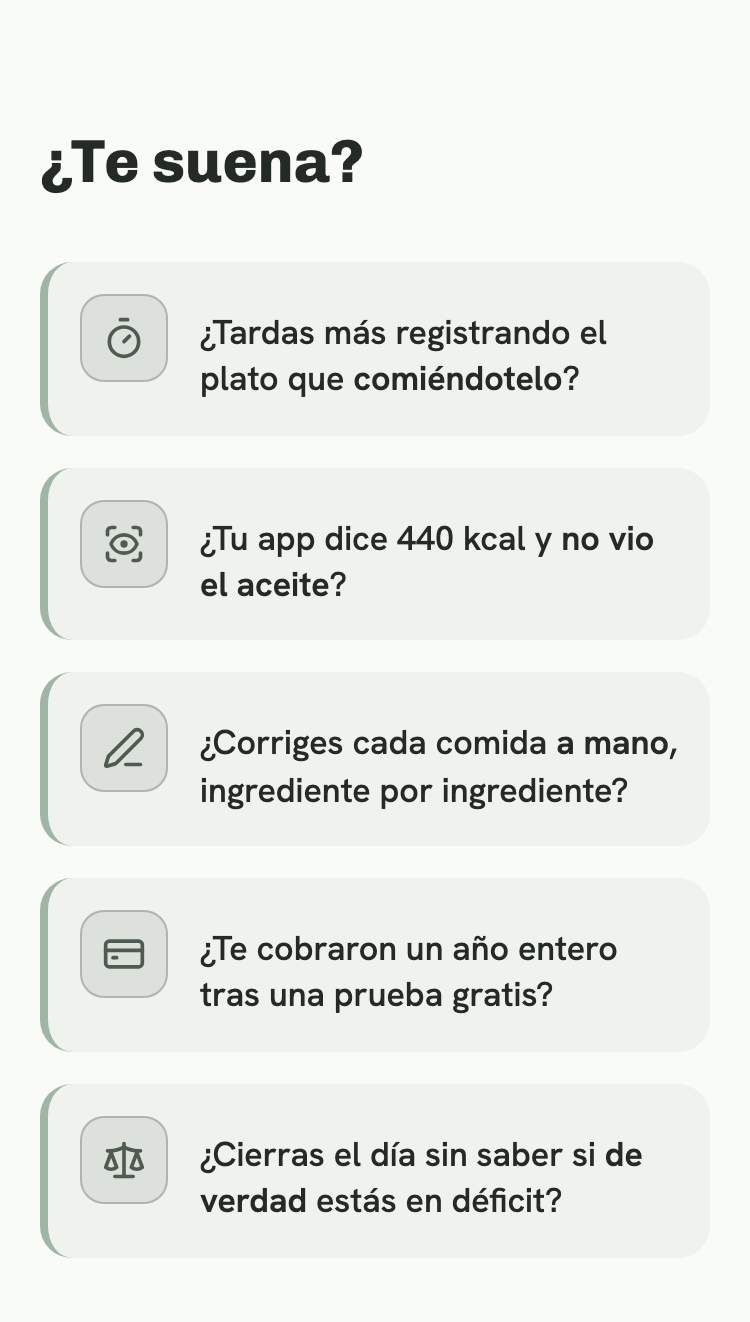 ¿Te suena?
¿Tardas más registrando el
plato que comiéndotelo?
¿Tu app dice 440 kcal y no vio
el aceite?
¿Corriges cada comida a mano,
ingrediente por ingrediente?
¿Te cobraron un año entero
tras una prueba gratis?
¿Cierras el día sin saber si de
verdad estás en déficit?